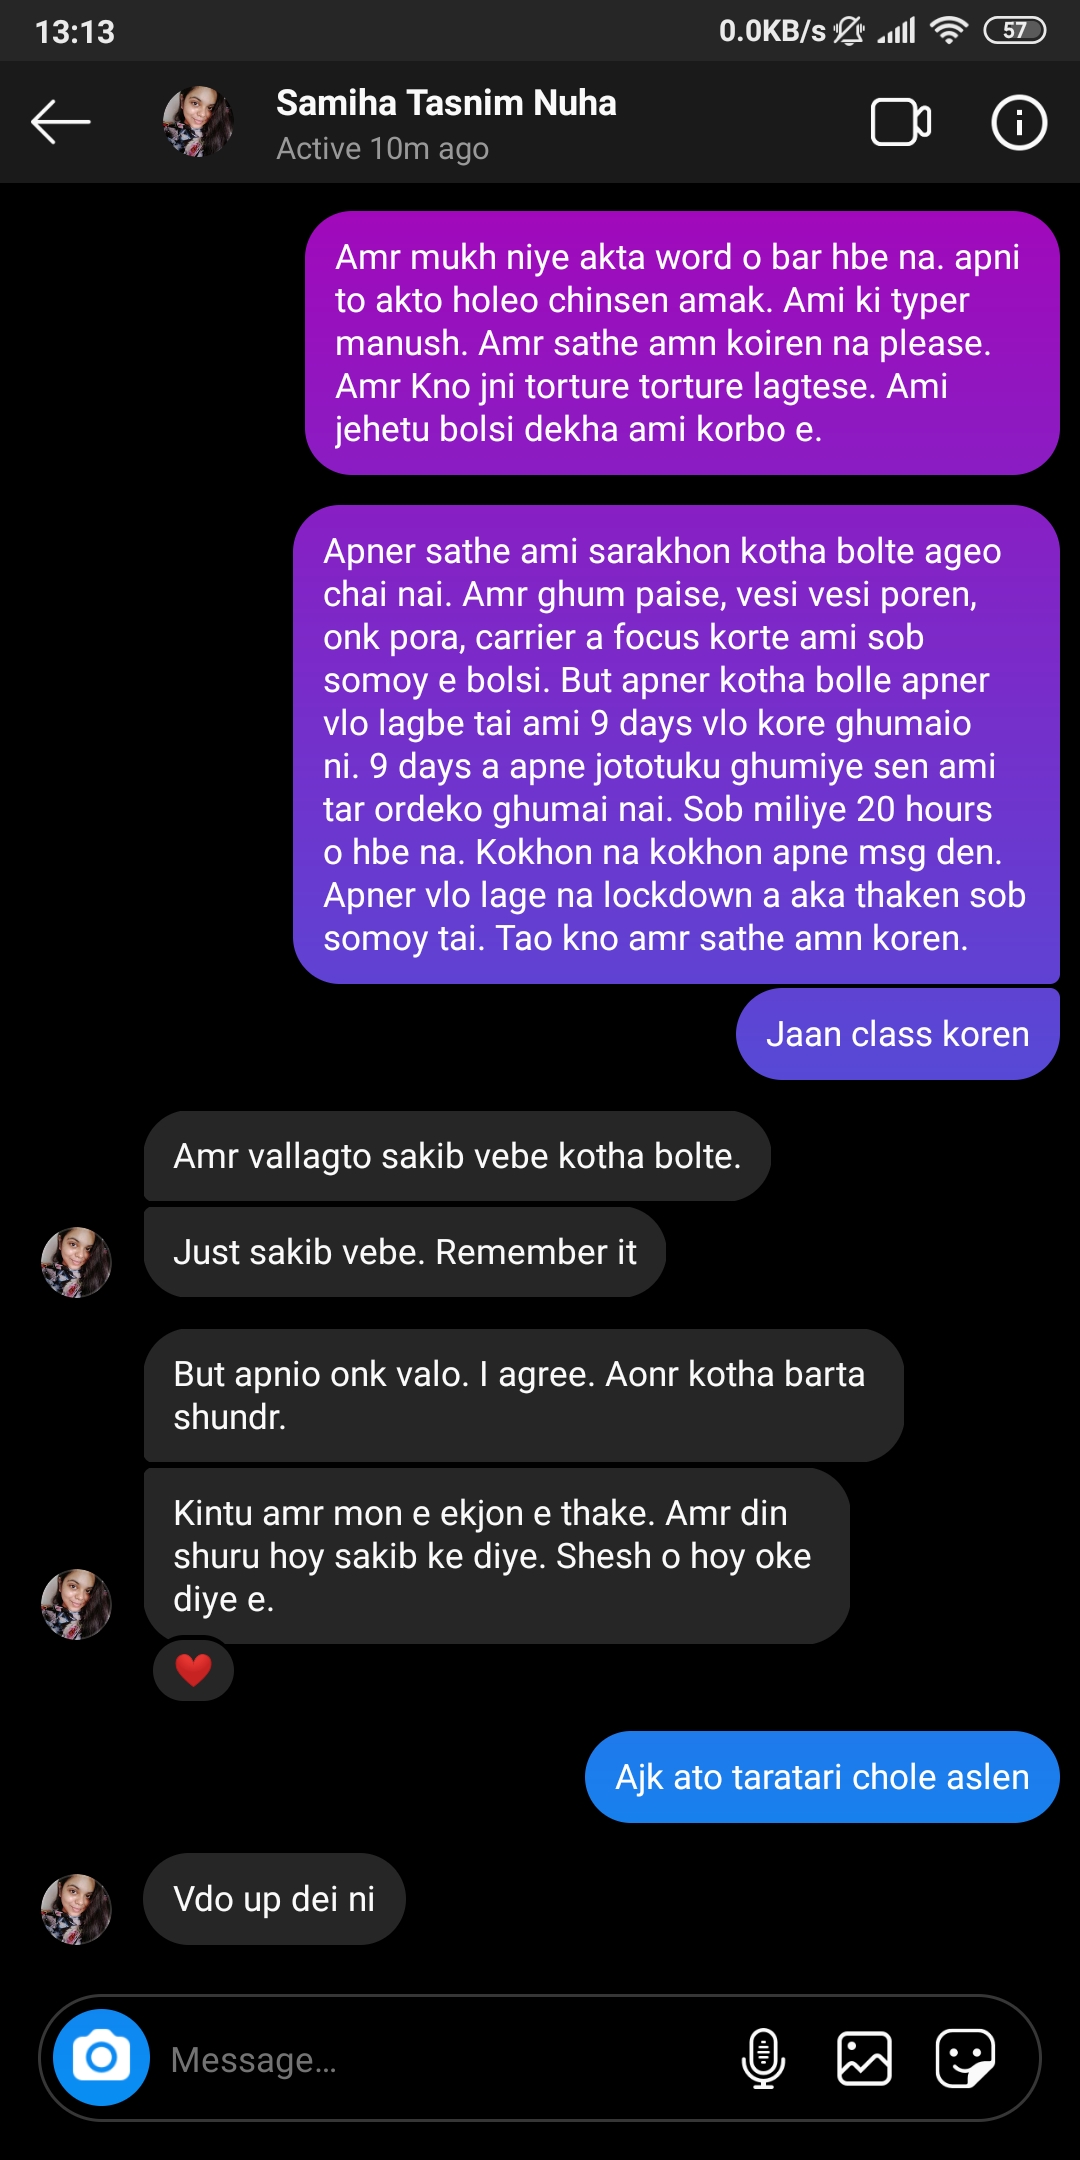 13:13
0.0KB/s
57
Samiha Tasnim Nuha
Active 10m ago
Amr mukh niye akta word o bar hbe na. apni
to akto holeo chinsen amak. Ami ki typer
manush. Amr sathe amn koiren na please.
Amr Kno jni torture torture lagtese. Ami
jehetu bolsi dekha ami korbo e.
Apner sathe ami sarakhon kotha bolte ageo
chai nai. Amr ghum paise, vesi vesi poren,
onk pora, carrier a focus korte ami sob
somoy e bolsi. But apner kotha bolle apner
vlo lagbe tai ami 9 days vlo kore ghumaio
ni. 9 days a apne jototuku ghumiye sen ami
tar ordeko ghumai nai. Sob miliye 20 hours
o hbe na. Kokhon na kokhon apne msg den.
Apner vlo lage na lockdown a aka thaken sob
somoy tai. Tao kno amr sathe amn koren.
Jaan class koren
Amr vallagto sakib vebe kotha bolte.
Just sakib vebe. Remember it
But apnio onk valo. I agree. Aonr kotha barta
shundr.
Kintu amr mon e ekjon e thake. Amr din
shuru hoy sakib ke diye. Shesh o hoy oke
diye e.
Ajk ato taratari chole aslen
Vdo up dei ni
Message...